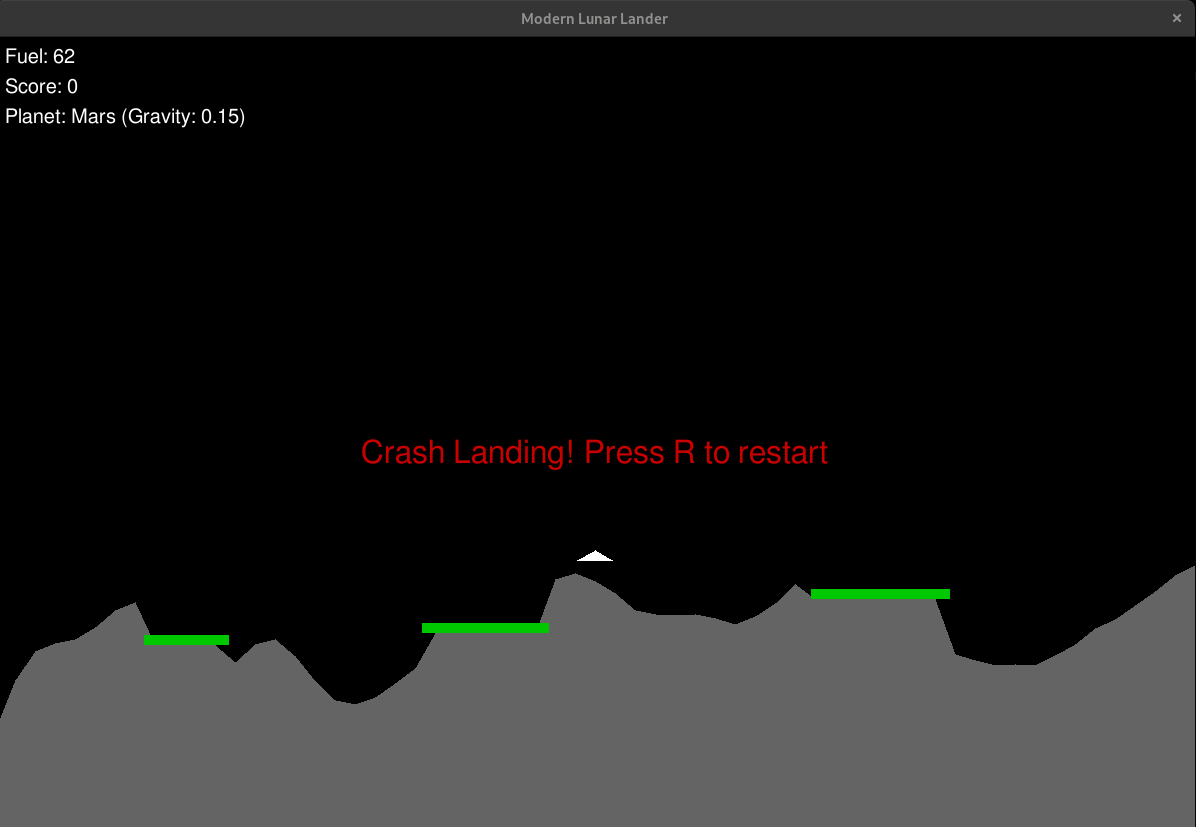 Modern Lunar Lander
Fuel: 62
Score: 0
Planet: Mars (Gravity: 0.15)
Crash Landing! Press R to restart